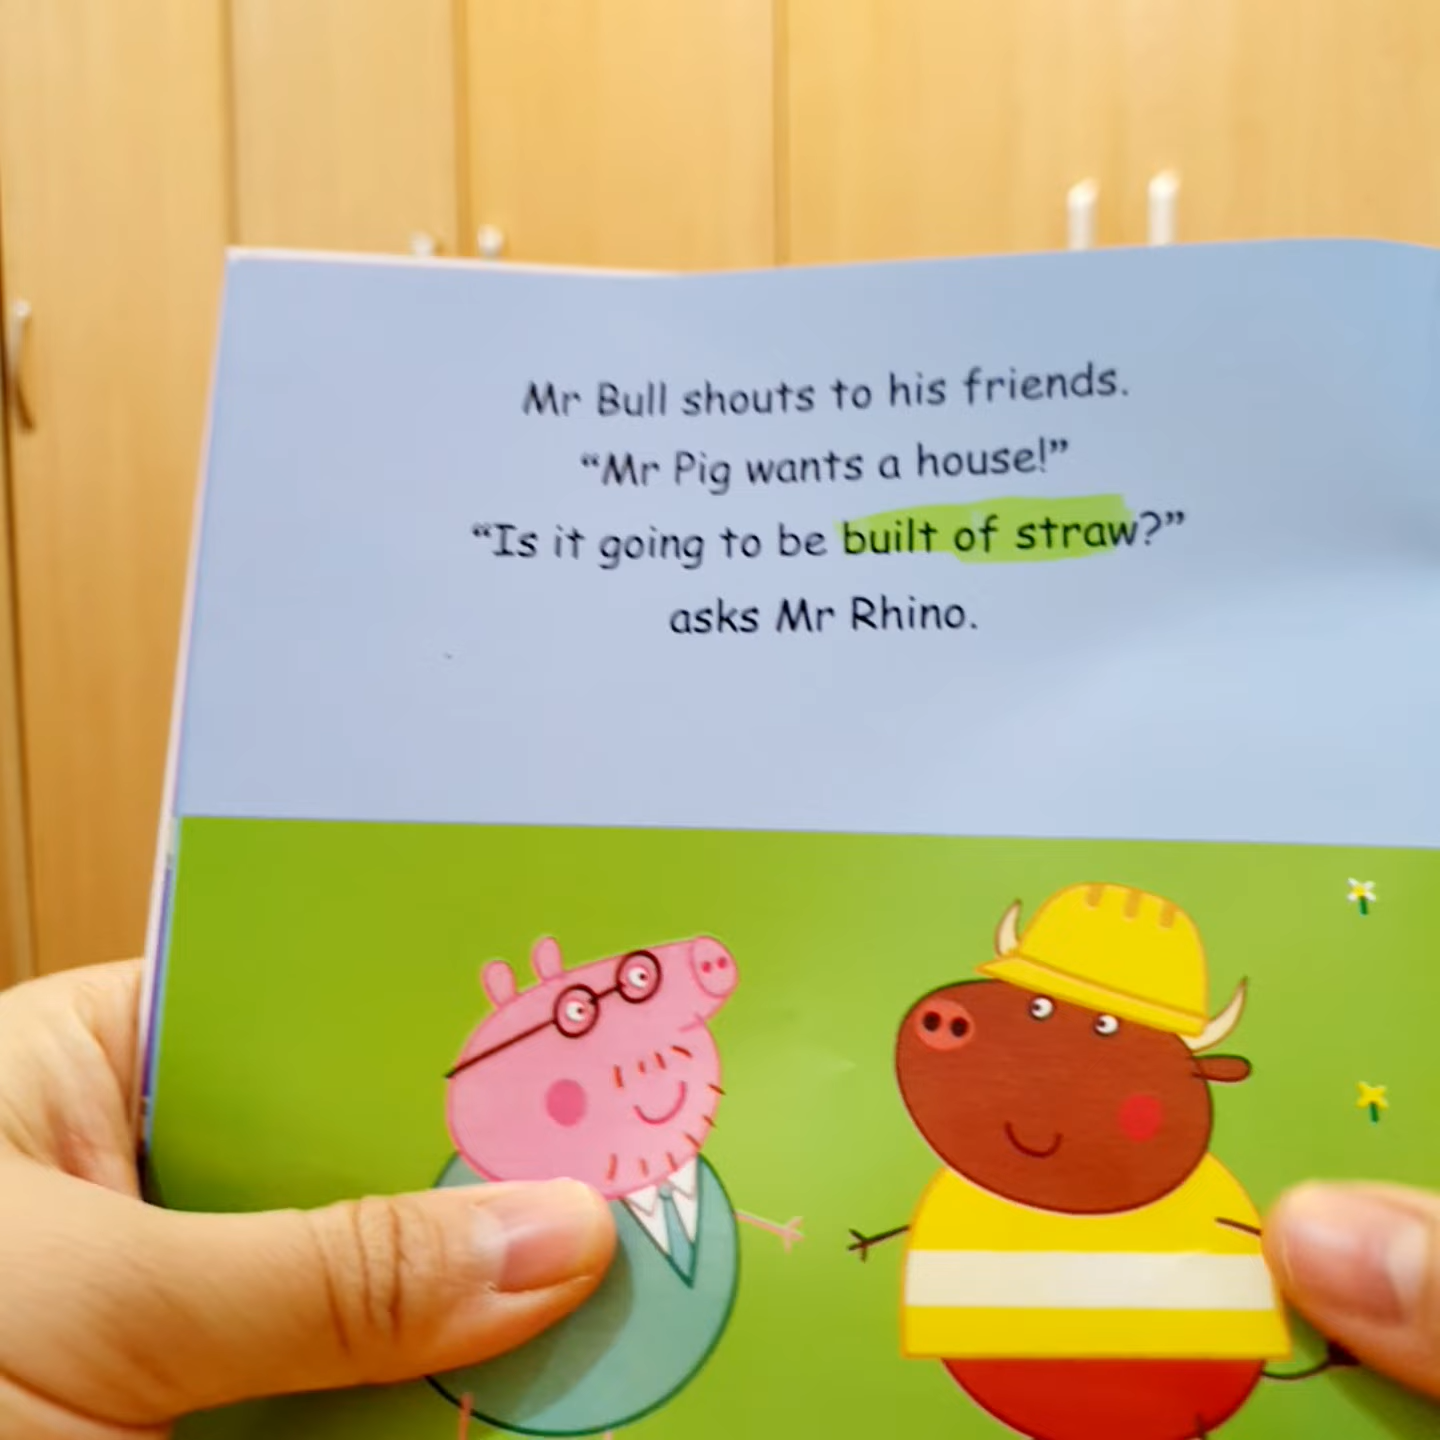 Mr Bull shouts to his friends.
“Mr Pig wants a house!”
“Is it going to be built of straw?”
asks Mr Rhino.